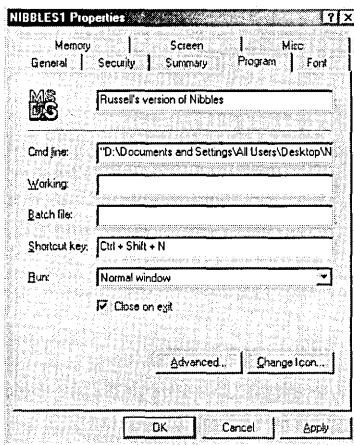 NIBBLES1 Properties
Memory Screen Misc
General Security Summary Program Font
MS DOS
Russell's version of Nibbles
Cmd line: "D:\Documents and Settings\All Users\Desktop\N
Working:
Batch file:
Shortcut key: Ctrl + Shift + N
Run: Normal window
Close on exit
Advanced... Change Icon...
OK Cancel Apply